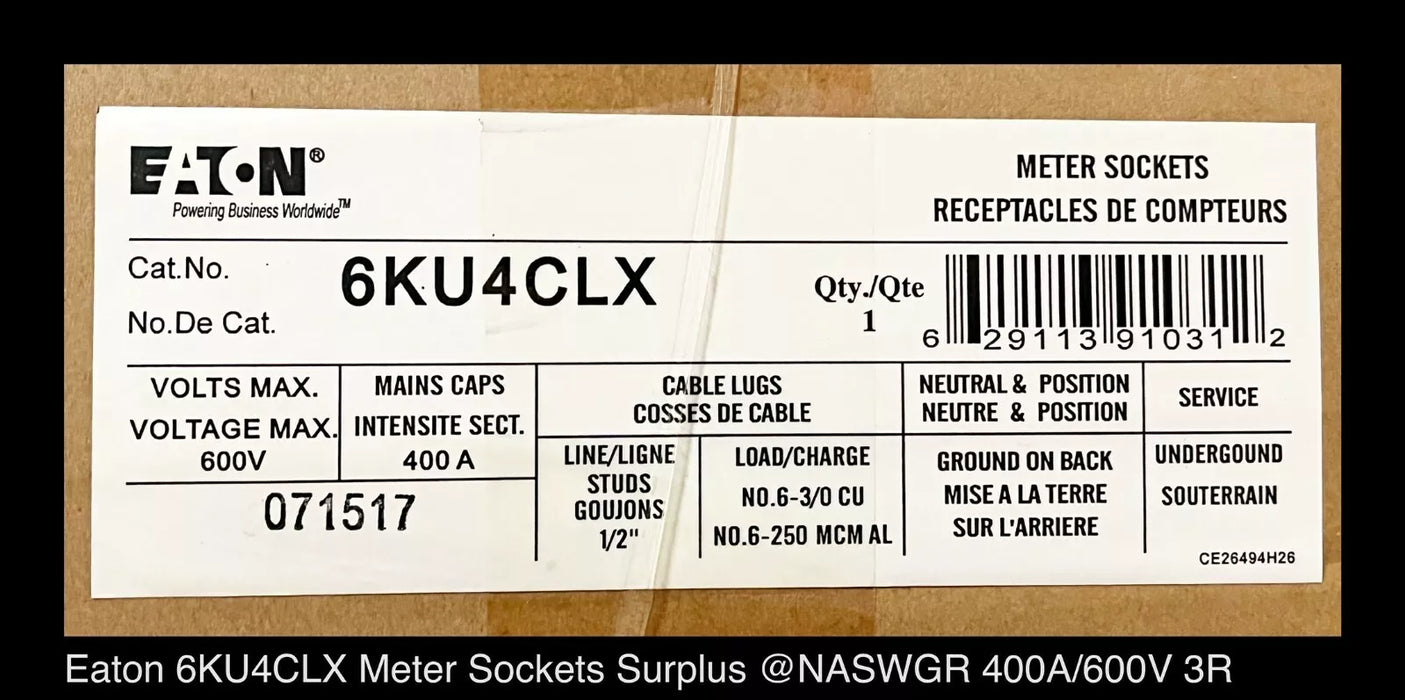 EATON®
Powering Business Worldwide™
METER SOCKETS
RECEPTACLES DE COMPTEURS
Cat.No.
No.De Cat.
6KU4CLX
Qty./Qte
1
6 29113 91031 2
VOLTS MAX.
VOLTAGE MAX.
600V
MAINS CAPS
INTENSITE SECT.
400 A
071517
CABLE LUGS
COSSES DE CABLE
LINE/LIGNE
STUDS
GOUJONS
1/2"
LOAD/CHARGE
NO.6-3/0 CU
NO.6-250 MCM AL
NEUTRAL & POSITION
NEUTRE & POSITION
GROUND ON BACK
MISE A LA TERRE
SUR L'ARRIERE
SERVICE
UNDERGOUND
SOUTERRAIN
CE26494H26
Eaton 6KU4CLX Meter Sockets Surplus @NASWGR 400A/600V 3R